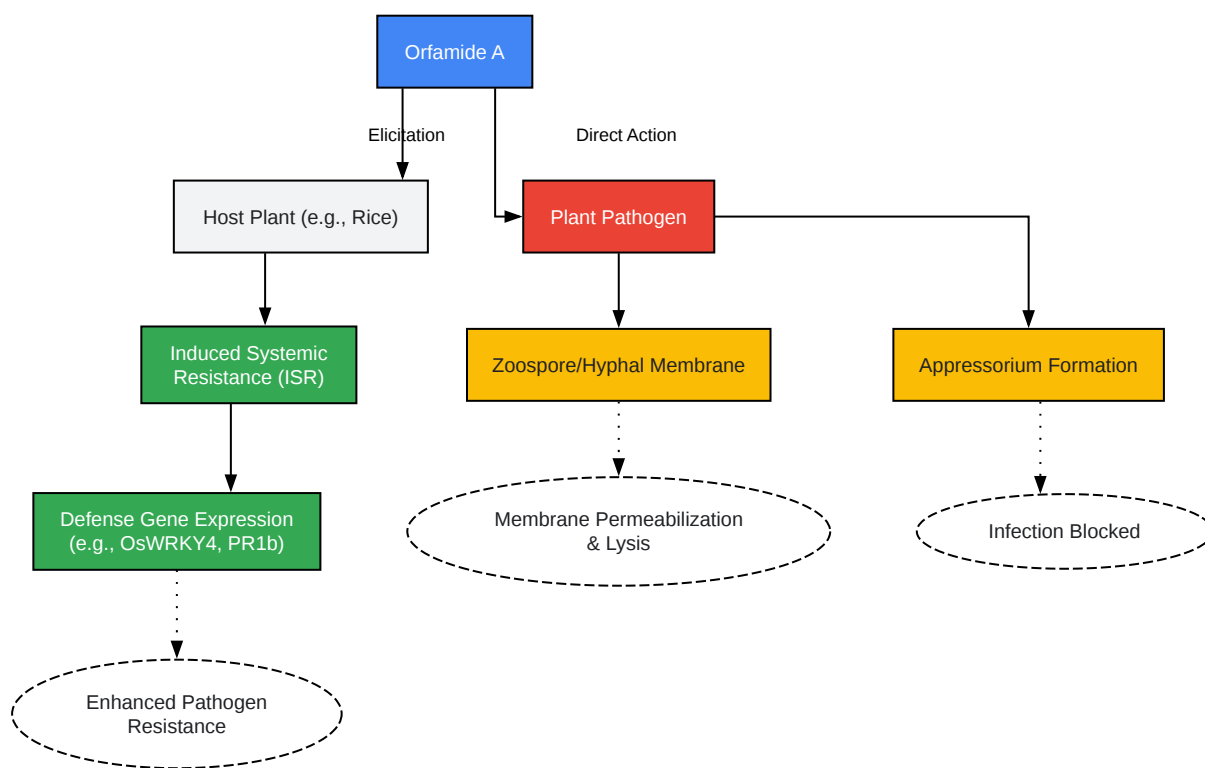 Orfamide A
Elicitation
Direct Action
Host Plant (e.g., Rice)
Plant Pathogen
Induced Systemic
Resistance (ISR)
Zoospore/Hyphal Membrane
Appressorium Formation
Defense Gene Expression
(e.g., OsWRKY4, PR1b)
Membrane Permeabilization
& Lysis
Infection Blocked
Enhanced Pathogen
Resistance